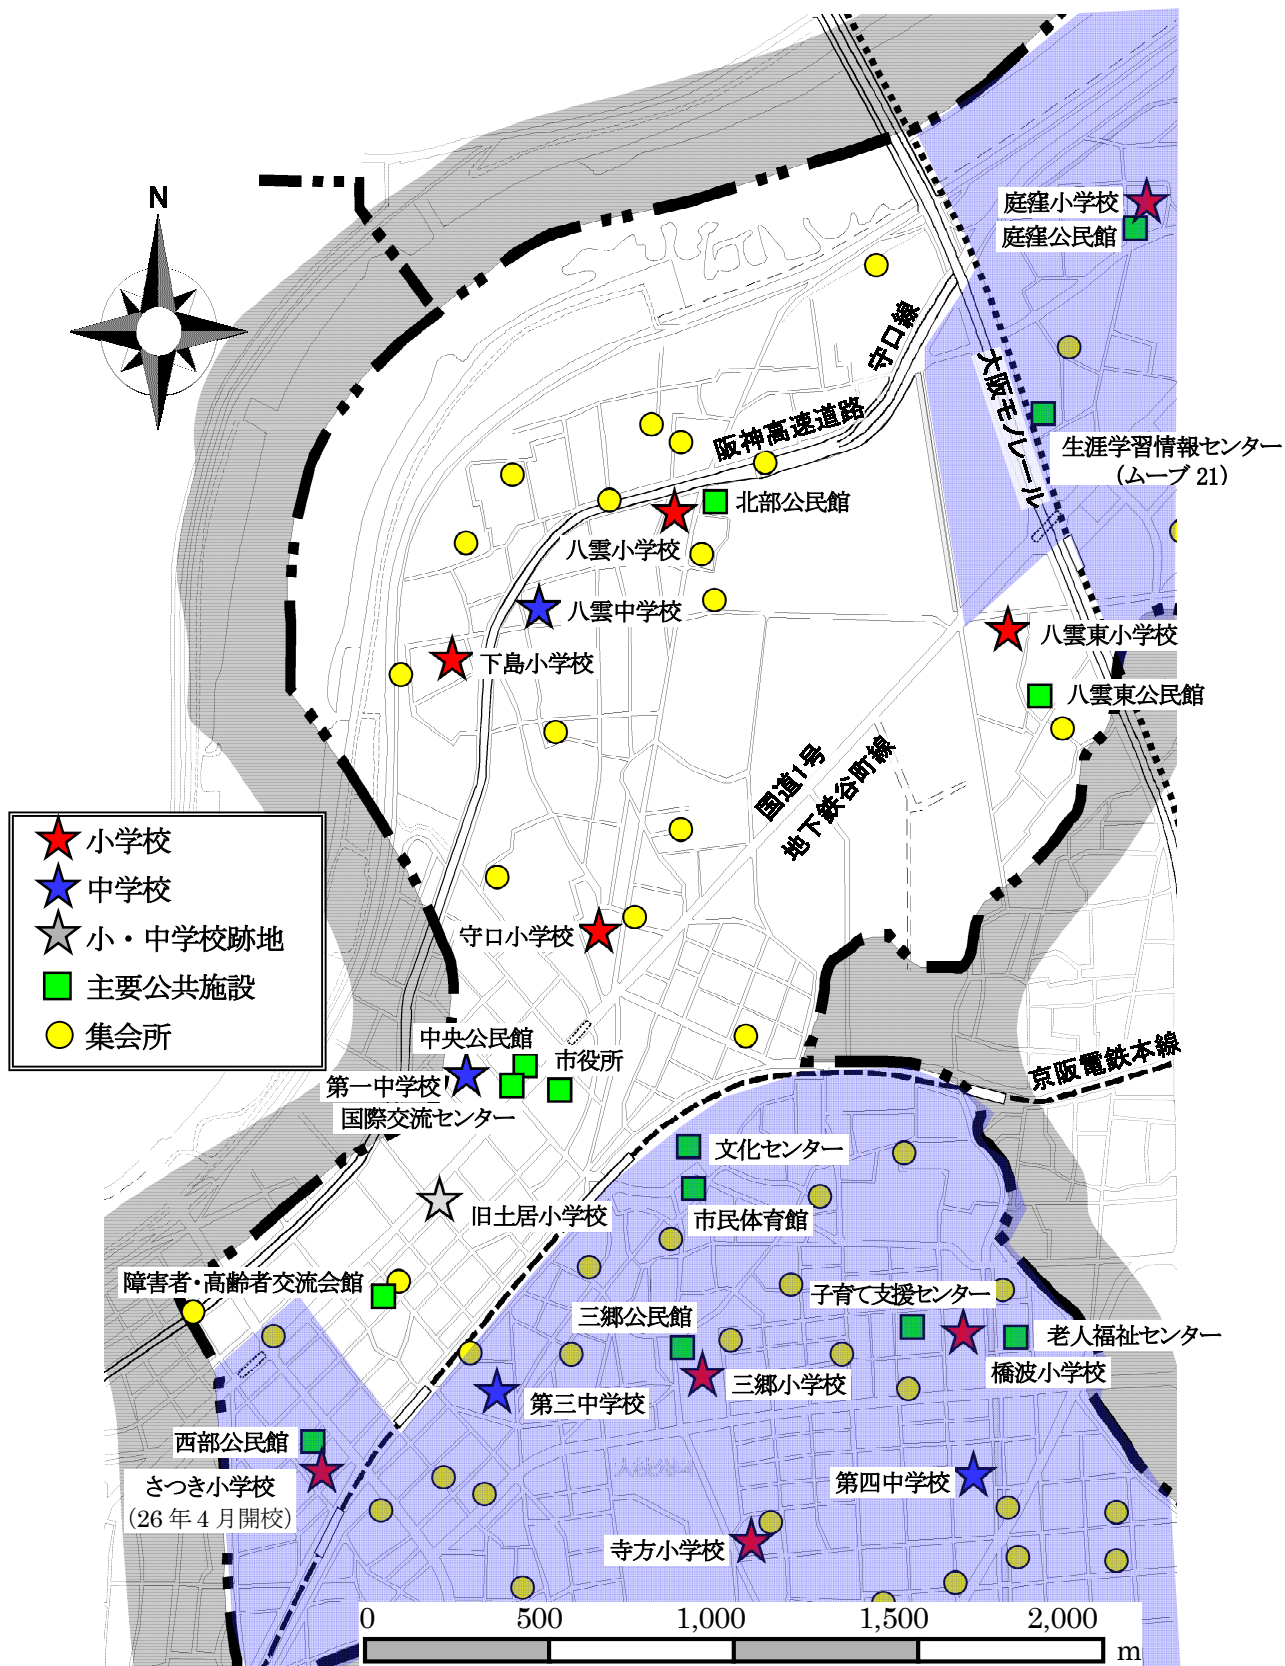 N
庭窪小学校
庭窪公民館
守口線
大阪モノレール
阪神高速道路
生涯学習情報センター
（ムーブ 21）
北部公民館
八雲小学校
八雲中学校
下島小学校
八雲東小学校
八雲東公民館
国道1号
地下鉄谷町線
小学校
中学校
小・中学校跡地
主要公共施設
集会所
守口小学校
中央公民館
市役所
第一中学校
国際交流センター
京阪電鉄本線
文化センター
市民体育館
旧土居小学校
障害者・高齢者交流会館
子育て支援センター
三郷公民館
老人福祉センター
橋波小学校
三郷小学校
第三中学校
西部公民館
さつき小学校
（26 年 4 月開校）
第四中学校
寺方小学校
0 500 1,000 1,500 2,000
m